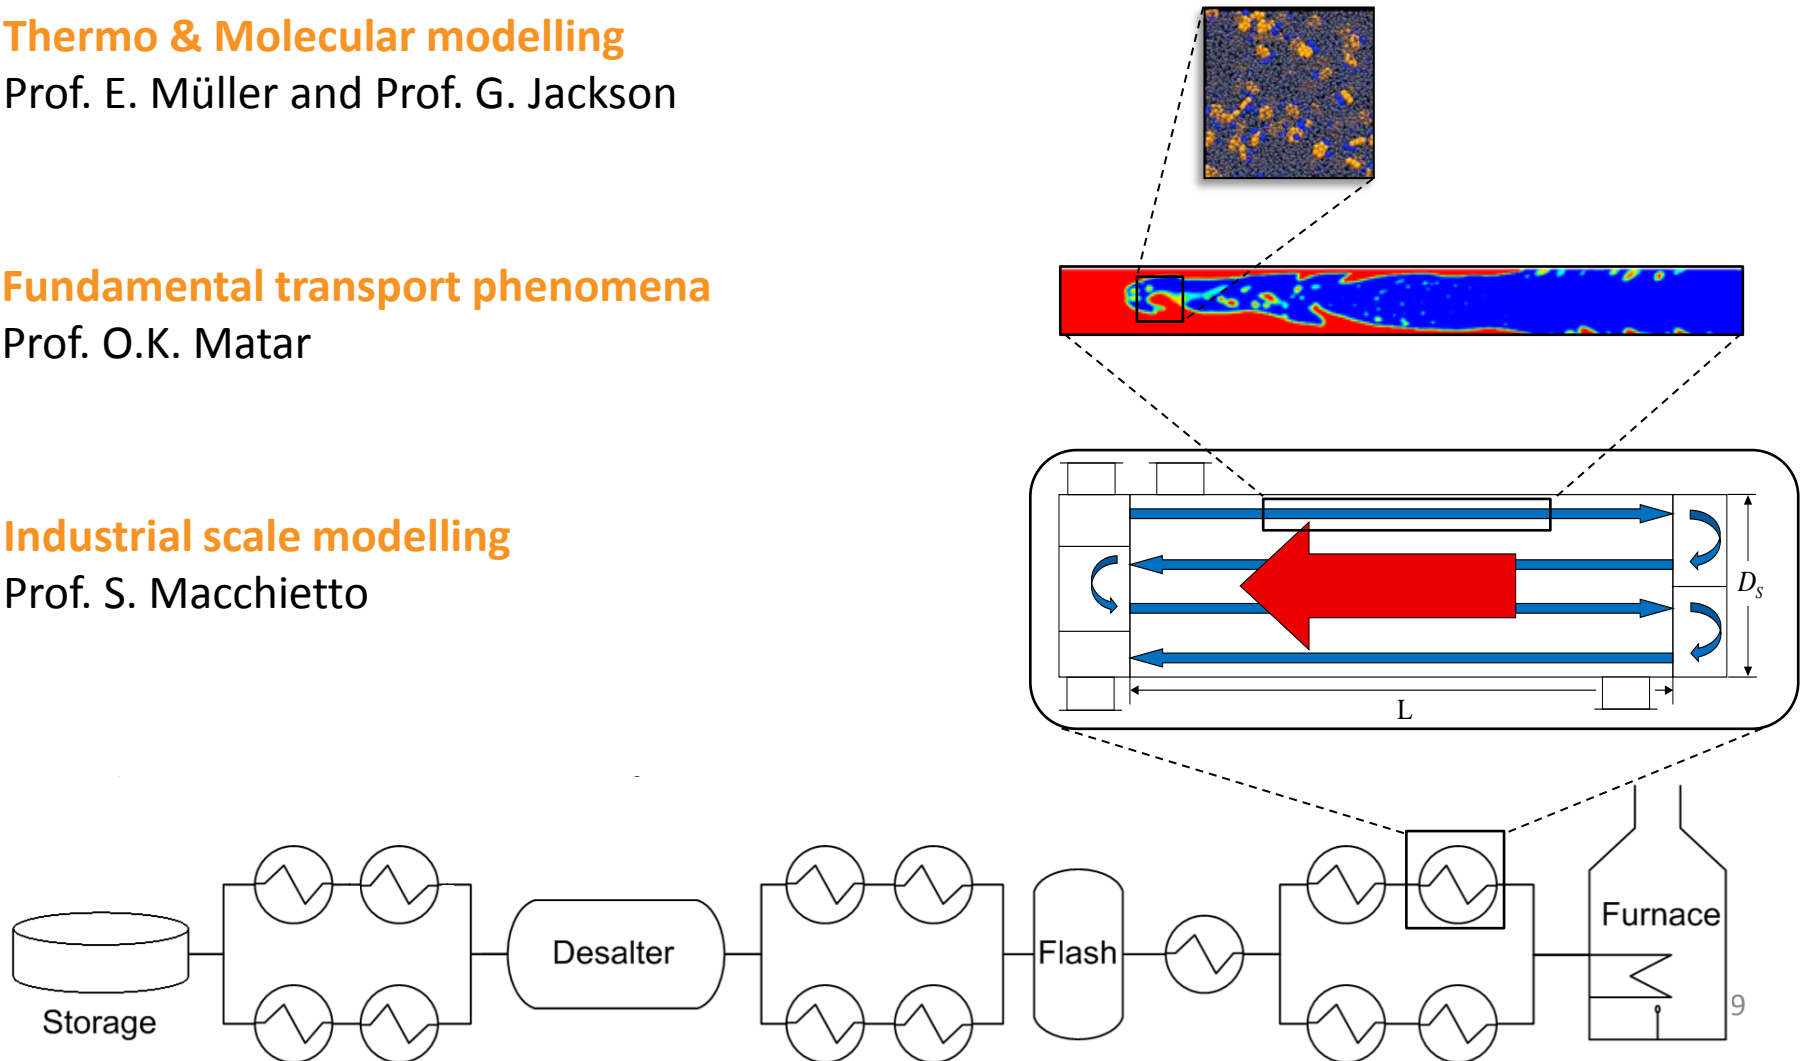 Thermo & Molecular modelling
Prof. E. Müller and Prof. G. Jackson
Fundamental transport phenomena
Prof. O.K. Matar
Industrial scale modelling
Prof. S. Macchietto
D_S
L
Storage
Desalter
Flash
Furnace
9